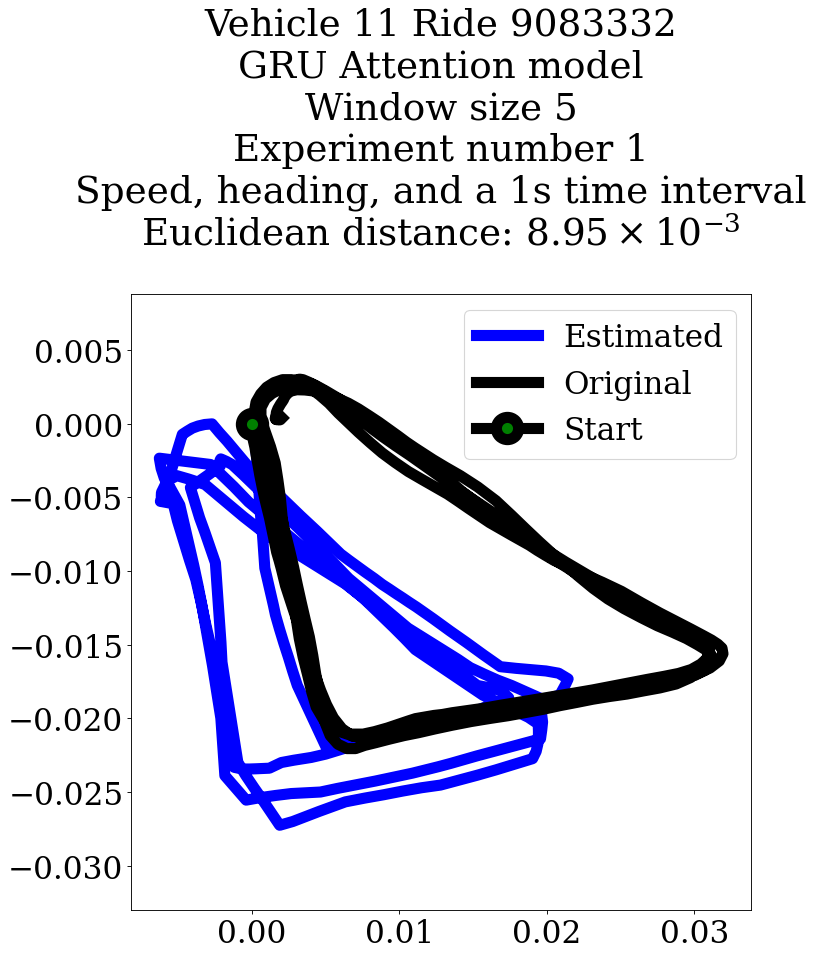 Vehicle 11 Ride 9083332
GRU Attention model
Window size 5
Experiment number 1
Speed, heading, and a 1s time interval
Euclidean distance: 8.95 × 10⁻³
Estimated
Original
Start
0.005
0.000
−0.005
−0.010
−0.015
−0.020
−0.025
−0.030
0.00 0.01 0.02 0.03